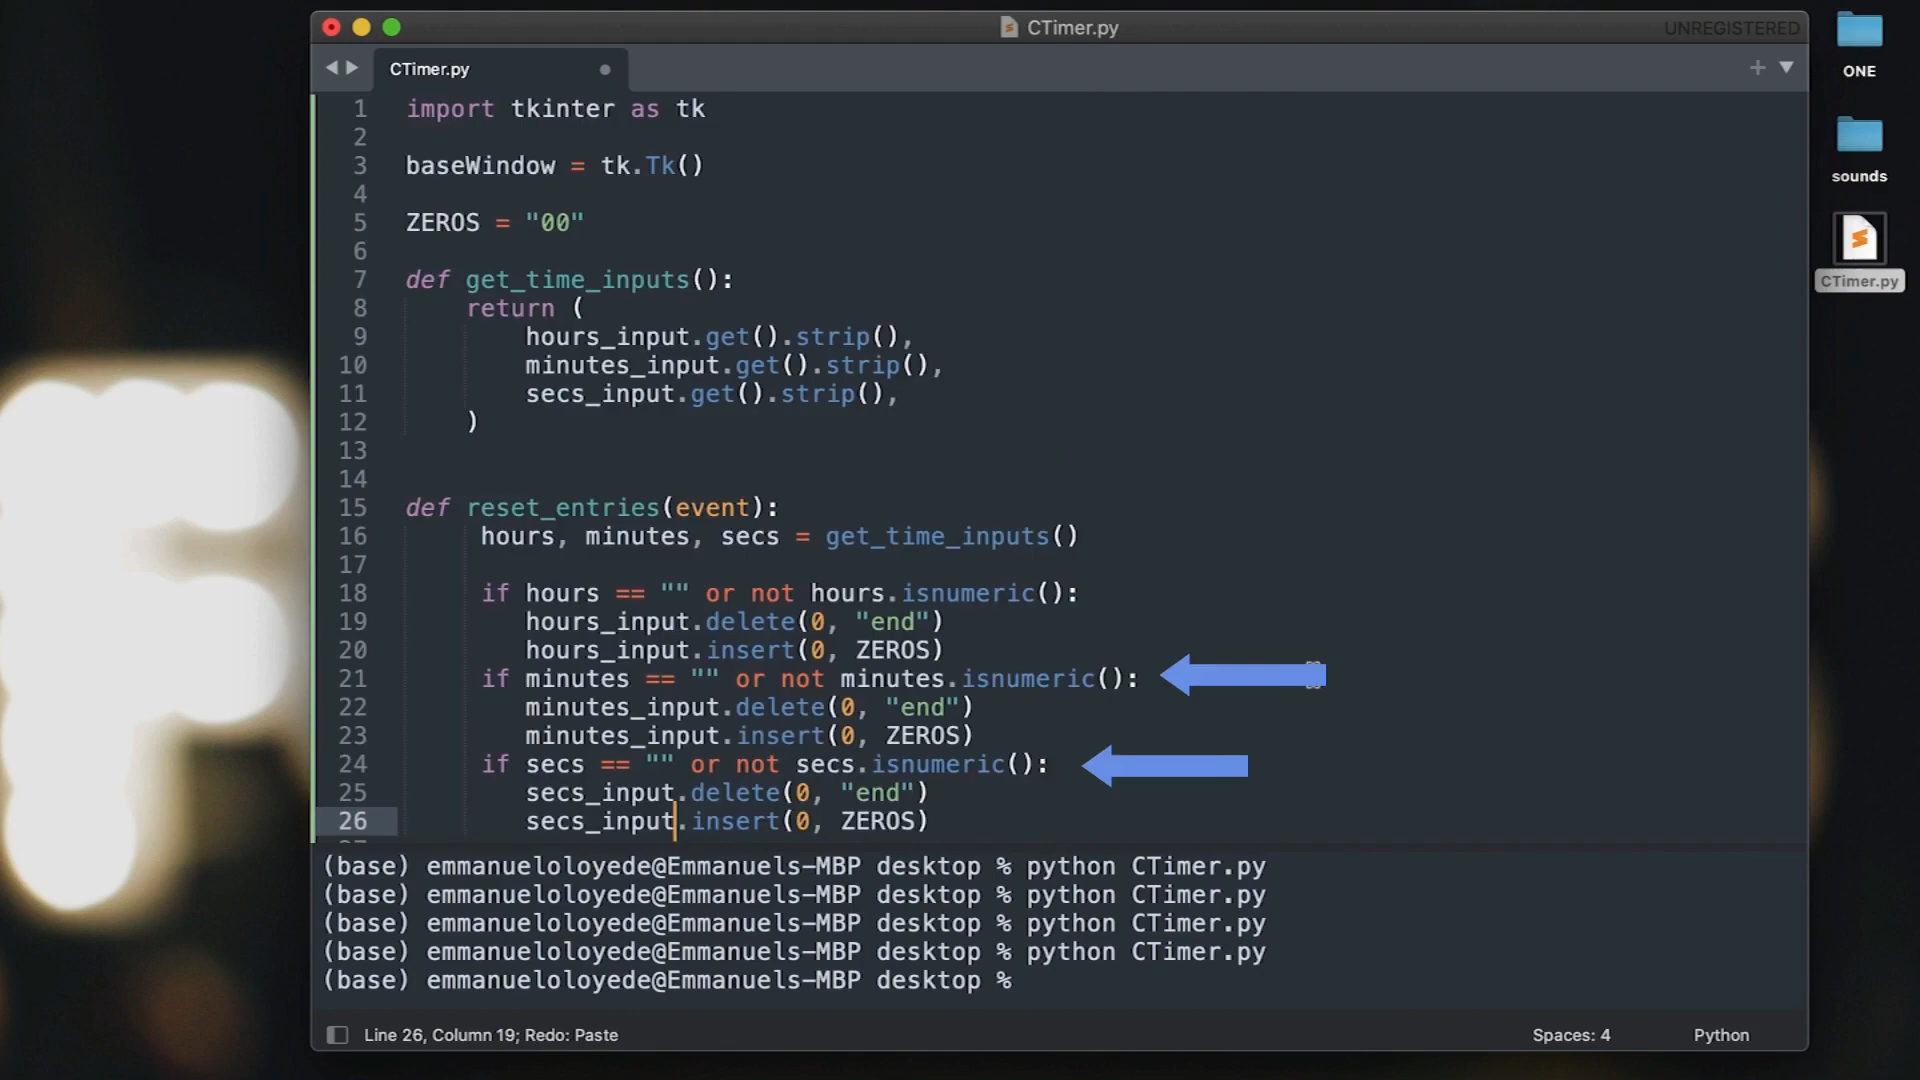 CTimer.py
UNREGISTERED
CTimer.py
1 import tkinter as tk
2
3 baseWindow = tk.Tk()
4
5 ZEROS = "00"
6
7 def get_time_inputs():
8     return (
9         hours_input.get().strip(),
10         minutes_input.get().strip(),
11         secs_input.get().strip(),
12     )
13
14
15 def reset_entries(event):
16      hours, minutes, secs = get_time_inputs()
17
18      if hours == "" or not hours.isnumeric():
19         hours_input.delete(0, "end")
20         hours_input.insert(0, ZEROS)
21      if minutes == "" or not minutes.isnumeric():
22         minutes_input.delete(0, "end")
23         minutes_input.insert(0, ZEROS)
24      if secs == "" or not secs.isnumeric():
25         secs_input.delete(0, "end")
26         secs_input.insert(0, ZEROS)
(base) emmanueloloyede@Emmanuels-MBP desktop % python CTimer.py
(base) emmanueloloyede@Emmanuels-MBP desktop % python CTimer.py
(base) emmanueloloyede@Emmanuels-MBP desktop % python CTimer.py
(base) emmanueloloyede@Emmanuels-MBP desktop % python CTimer.py
(base) emmanueloloyede@Emmanuels-MBP desktop %
Line 26, Column 19; Redo: Paste
Spaces: 4
Python
ONE
sounds
CTimer.py